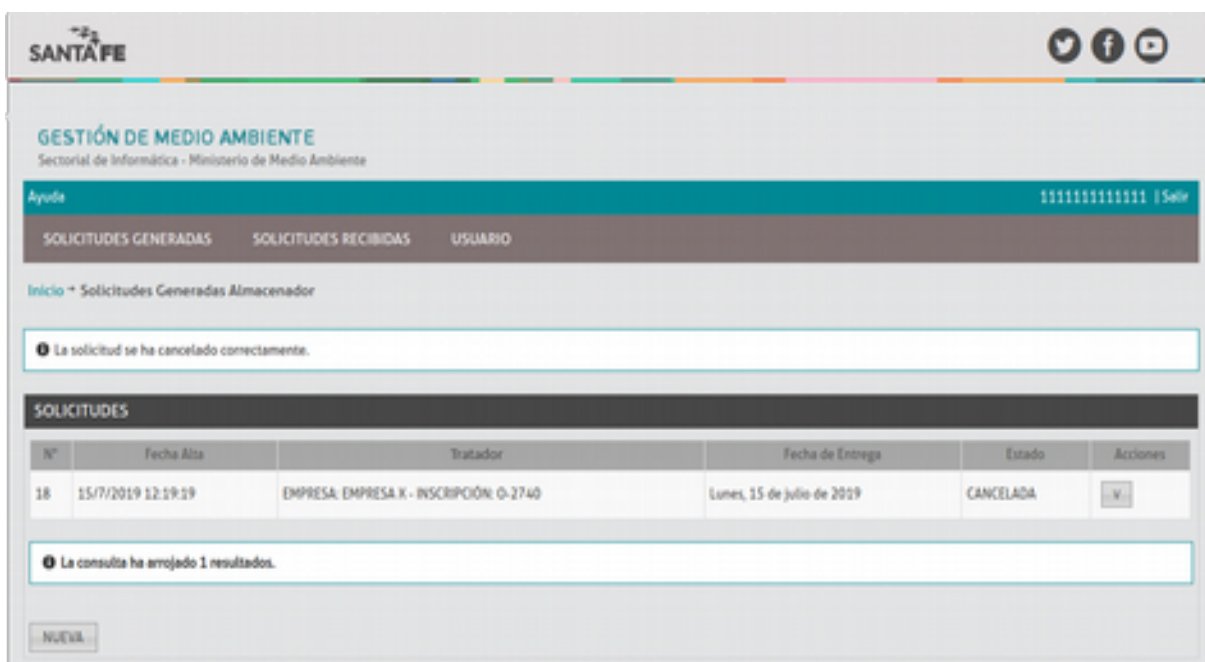 SANTA FE
GESTIÓN DE MEDIO AMBIENTE
Sectorial de Informática - Ministerio de Medio Ambiente
Ayuda 1111111111111 | Salir
SOLICITUDES GENERADAS SOLICITUDES RECIBIDAS USUARIO
Inicio → Solicitudes Generadas Almacenador
La solicitud se ha cancelado correctamente.
SOLICITUDES
N° Fecha Alta Tratador Fecha de Entrega Estado Acciones
18 15/7/2019 12:19:19 EMPRESA: EMPRESA X - INSCRIPCIÓN: O-2740 Lunes, 15 de julio de 2019 CANCELADA V
La consulta ha arrojado 1 resultados.
NUEVA